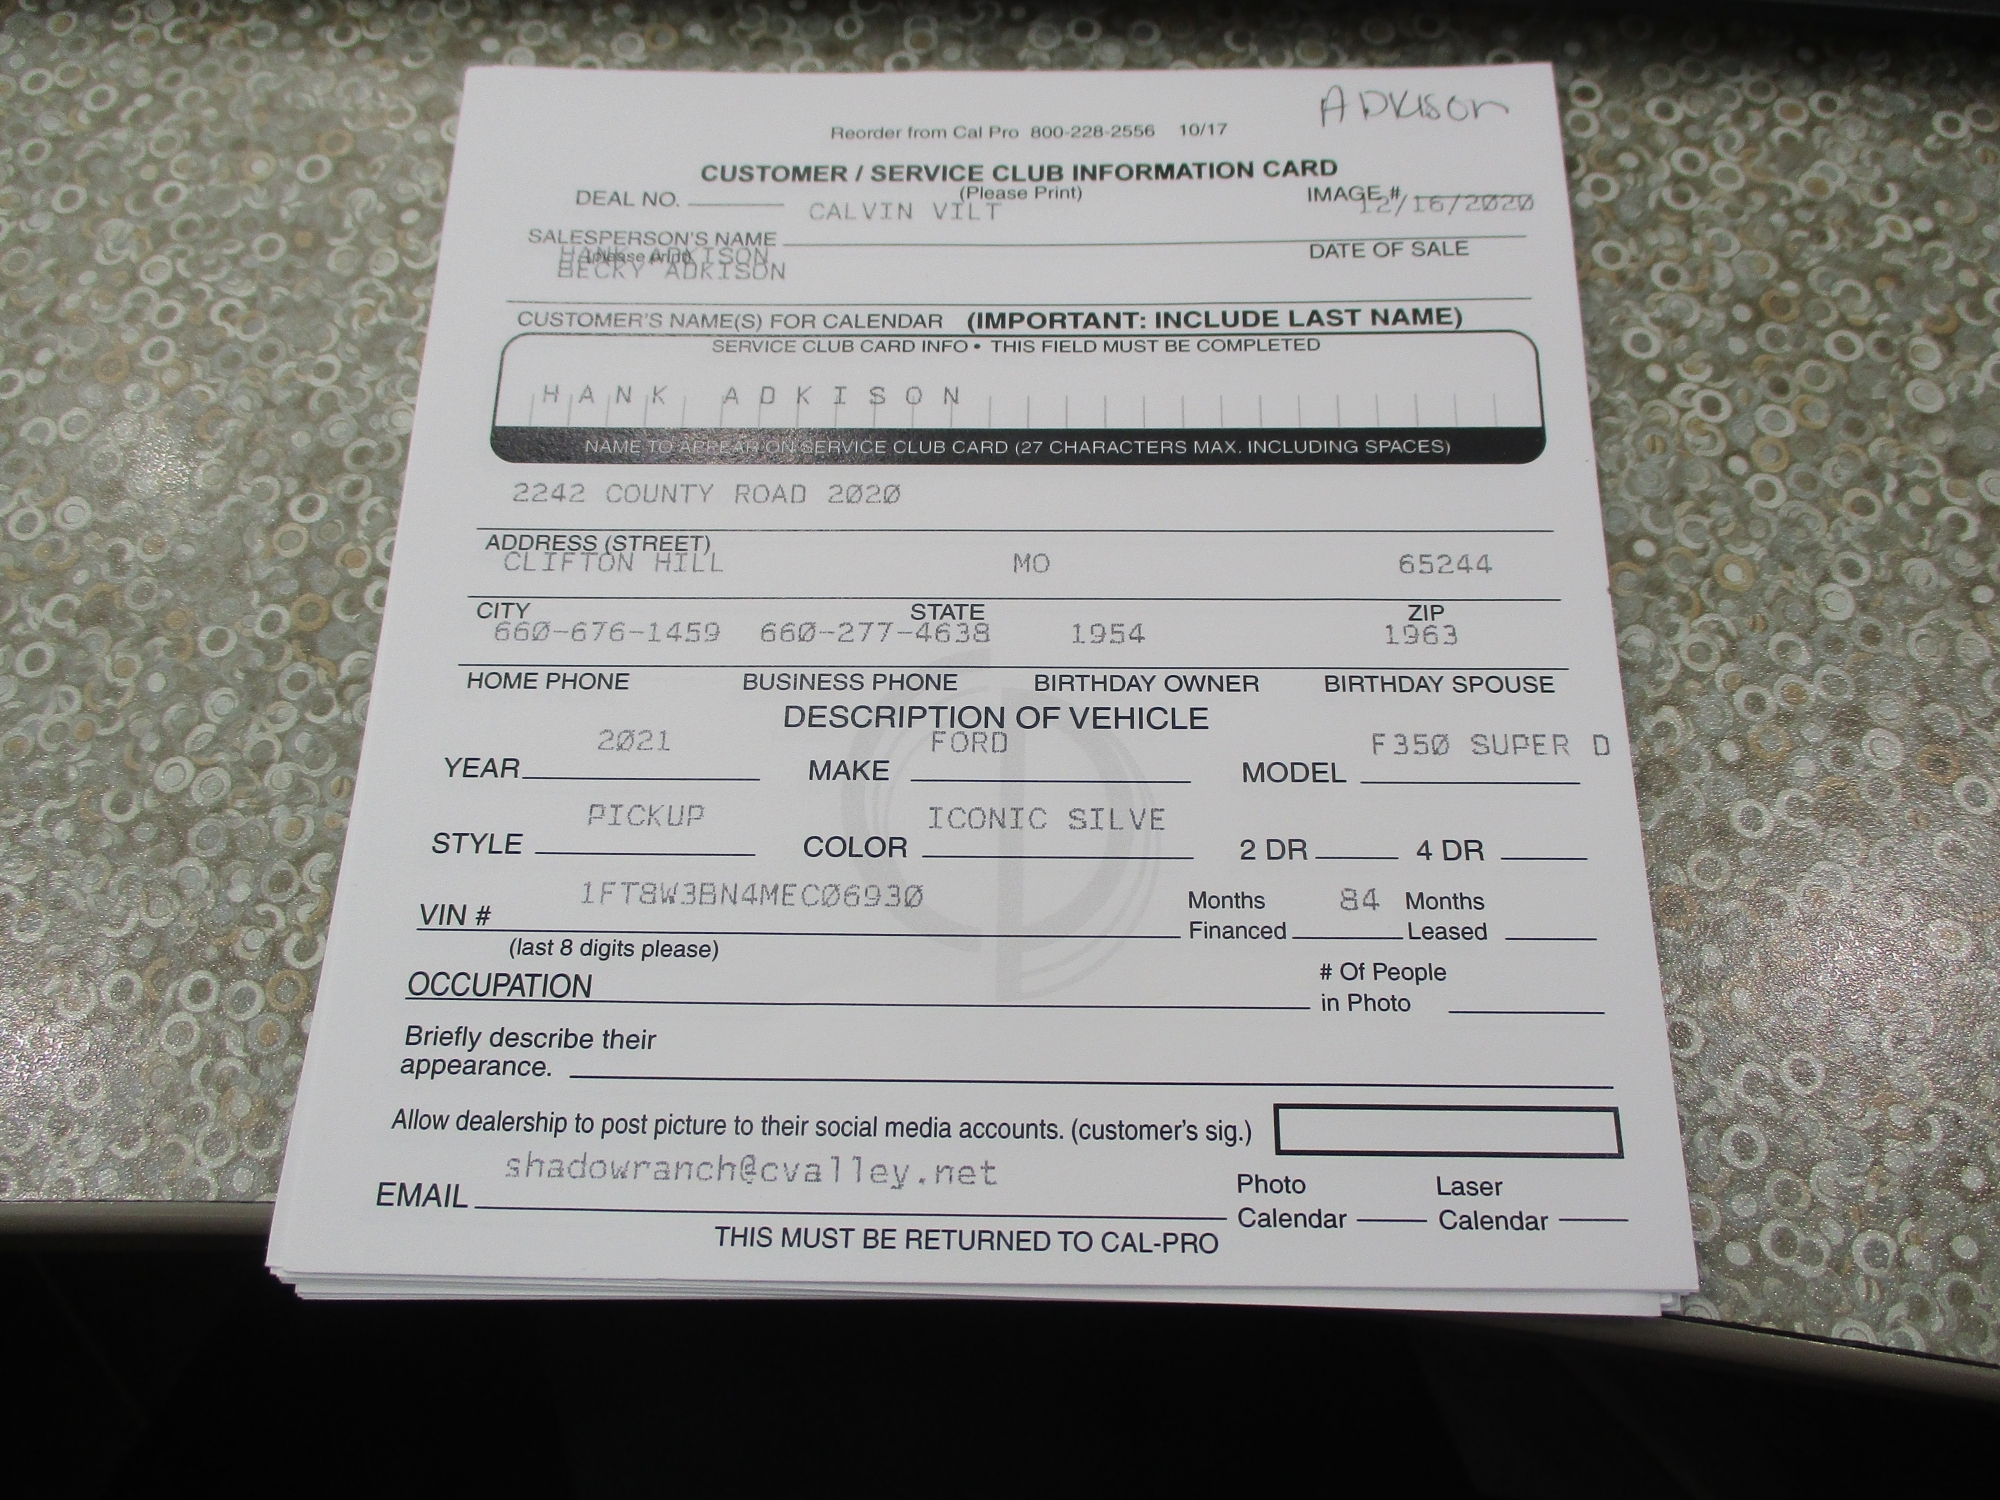 ADKISON
Reorder from Cal Pro 800-228-2556 10/17
CUSTOMER / SERVICE CLUB INFORMATION CARD
(Please Print)
DEAL NO.
IMAGE #
CALVIN VILT
12/16/2020
SALESPERSON'S NAME
DATE OF SALE
(please print)
HANK ADKISON
BECKY ADKISON
CUSTOMER'S NAME(S) FOR CALENDAR (IMPORTANT: INCLUDE LAST NAME)
SERVICE CLUB CARD INFO • THIS FIELD MUST BE COMPLETED
HANK ADKISON
NAME TO APPEAR ON SERVICE CLUB CARD (27 CHARACTERS MAX. INCLUDING SPACES)
2242 COUNTY ROAD 2020
ADDRESS (STREET)
CLIFTON HILL MO 65244
CITY STATE ZIP
660-676-1459 660-277-4638 1954 1963
HOME PHONE BUSINESS PHONE BIRTHDAY OWNER BIRTHDAY SPOUSE
DESCRIPTION OF VEHICLE
2021 FORD F350 SUPER D
YEAR MAKE MODEL
PICKUP ICONIC SILVE
STYLE COLOR 2 DR 4 DR
1FT8W3BN4MEC06930 Months 84 Months
VIN # Financed Leased
(last 8 digits please)
OCCUPATION # Of People
in Photo
Briefly describe their
appearance.
Allow dealership to post picture to their social media accounts. (customer's sig.)
shadowranch@cvalley.net Photo Laser
EMAIL Calendar Calendar
THIS MUST BE RETURNED TO CAL-PRO